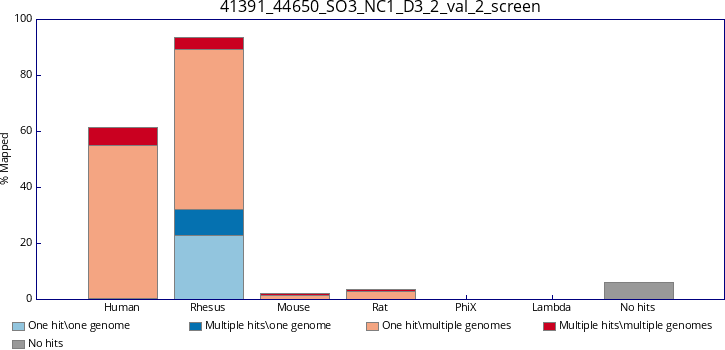 41391_44650_SO3_NC1_D3_2_val_2_screen
100
80
60
40
20
0
% Mapped
Human Rhesus Mouse Rat PhiX Lambda No hits
One hit\one genome Multiple hits\one genome One hit\multiple genomes Multiple hits\multiple genomes
No hits